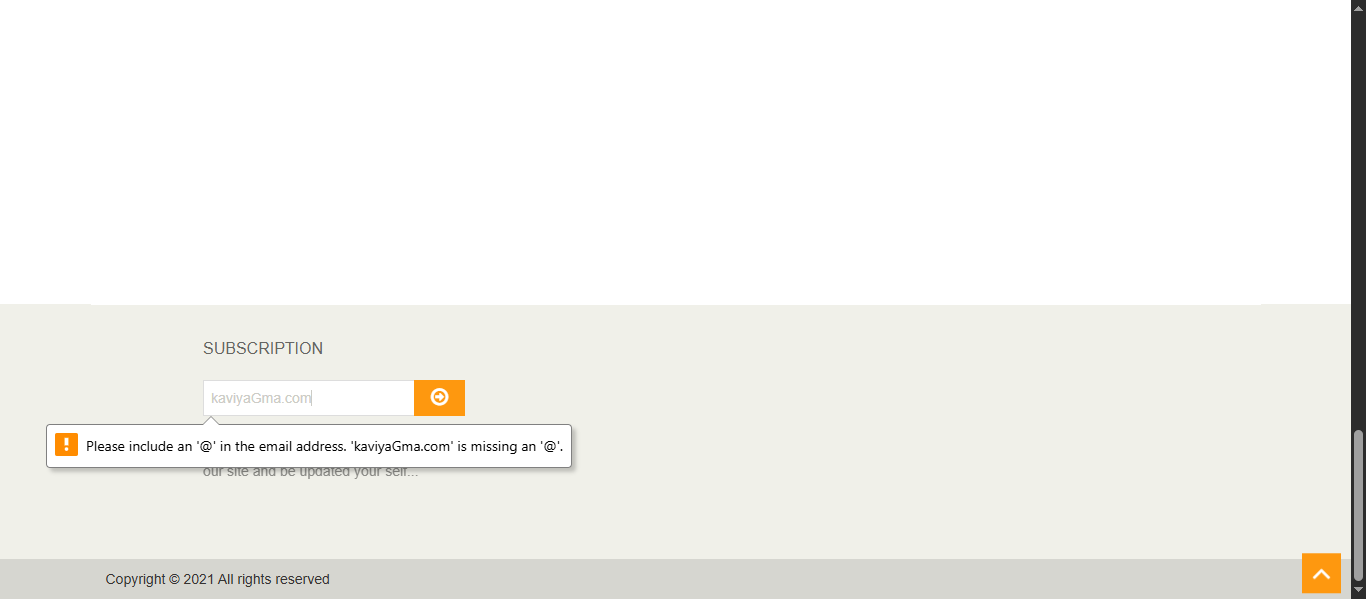 SUBSCRIPTION
kaviyaGma.com
Please include an '@' in the email address. 'kaviyaGma.com' is missing an '@'.
our site and be updated your self...
Copyright © 2021 All rights reserved